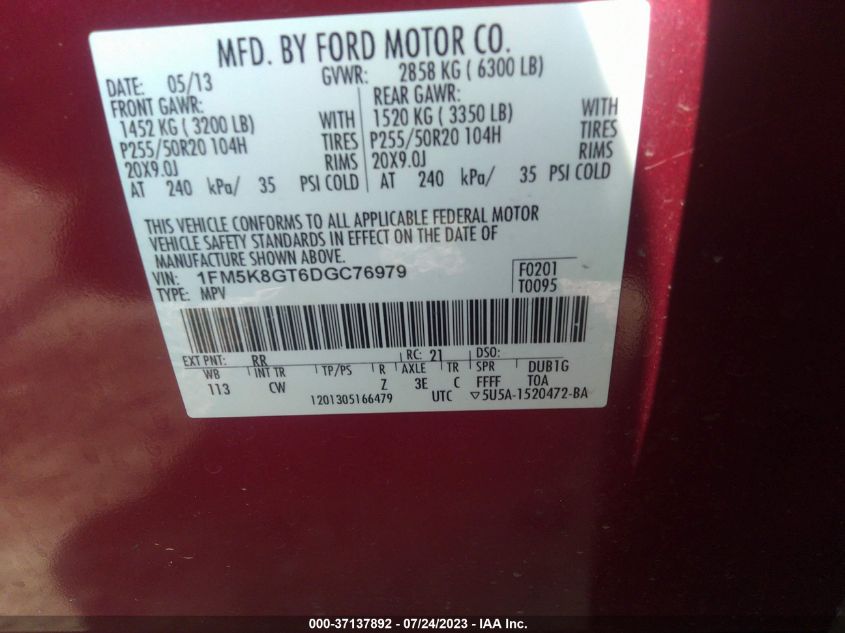 MFD. BY FORD MOTOR CO.
DATE: 05/13 GVWR: 2858 KG ( 6300 LB)
FRONT GAWR: REAR GAWR:
1452 KG ( 3200 LB) WITH 1520 KG ( 3350 LB) WITH
P255/50R20 104H TIRES P255/50R20 104H TIRES
20X9.0J RIMS 20X9.0J RIMS
AT 240 kPa/ 35 PSI COLD AT 240 kPa/ 35 PSI COLD
THIS VEHICLE CONFORMS TO ALL APPLICABLE FEDERAL MOTOR
VEHICLE SAFETY STANDARDS IN EFFECT ON THE DATE OF
MANUFACTURE SHOWN ABOVE.
VIN: 1FM5K8GT6DGC76979 F0201
TYPE: MPV T0095
EXT PNT: RR RC: 21 DSO:
WB INT TR TP/PS R AXLE TR SPR DUB1G
113 CW Z 3E C FFFF TOA
1201305166479 UTC ▽5U5A-1520472-BA
000-37137892 - 07/24/2023 - IAA Inc.